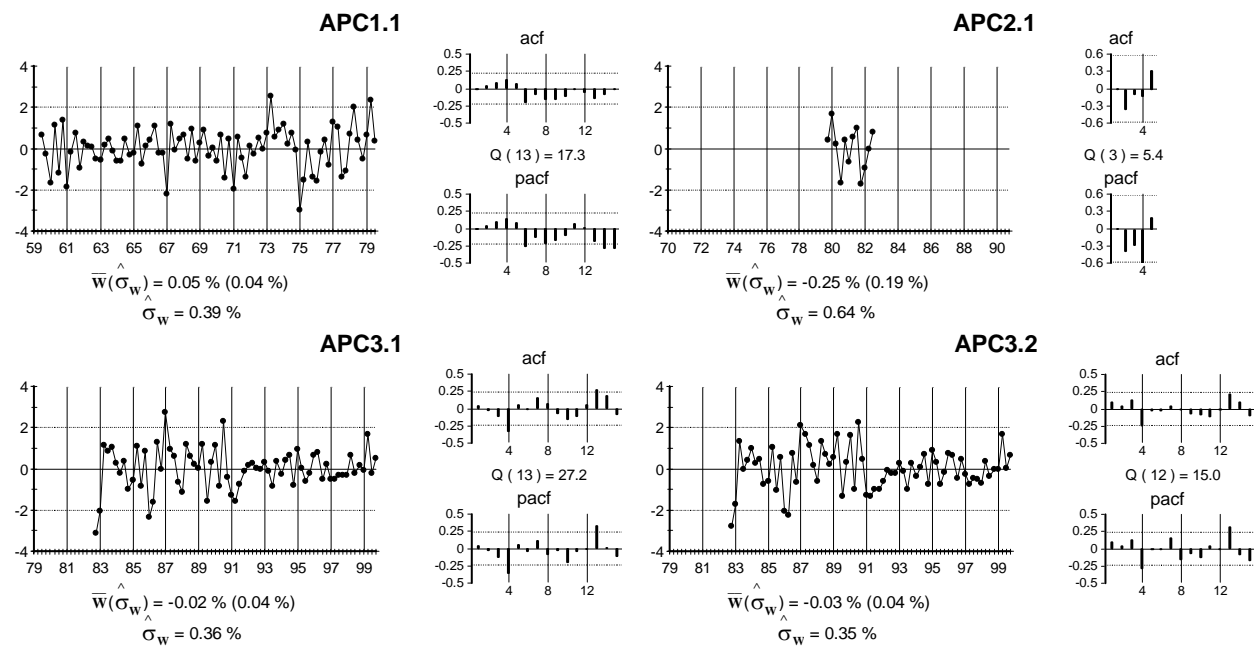 APC1.1
acf
4
2
0
-2
-4
59 61 63 65 67 69 71 73 75 77 79
0.5
0.25
0
-0.25
-0.5
4 12
Q ( 13 ) = 17.3
pacf
0.5
0.25
0
-0.25
-0.5
4 8 12
w̅(σ̂w) = 0.05 % (0.04 %)
σ̂w = 0.39 %
APC2.1
acf
4
2
0
-2
-4
70 72 74 76 78 80 82 84 86 88 90
0.6
0.3
0
-0.3
-0.6
4
Q ( 3 ) = 5.4
pacf
0.6
0.3
0
-0.3
-0.6
4
w̅(σ̂w) = -0.25 % (0.19 %)
σ̂w = 0.64 %
APC3.1
acf
4
2
0
-2
-4
79 81 83 85 87 89 91 93 95 97 99
0.5
0.25
0
-0.25
-0.5
4 8 12
Q ( 13 ) = 27.2
pacf
0.5
0.25
0
-0.25
-0.5
4 8 12
w̅(σ̂w) = -0.02 % (0.04 %)
σ̂w = 0.36 %
APC3.2
acf
4
2
0
-2
-4
79 81 83 85 87 89 91 93 95 97 99
0.5
0.25
0
-0.25
-0.5
4 8 12
Q ( 12 ) = 15.0
pacf
0.5
0.25
0
-0.25
-0.5
4 8 12
w̅(σ̂w) = -0.03 % (0.04 %)
σ̂w = 0.35 %